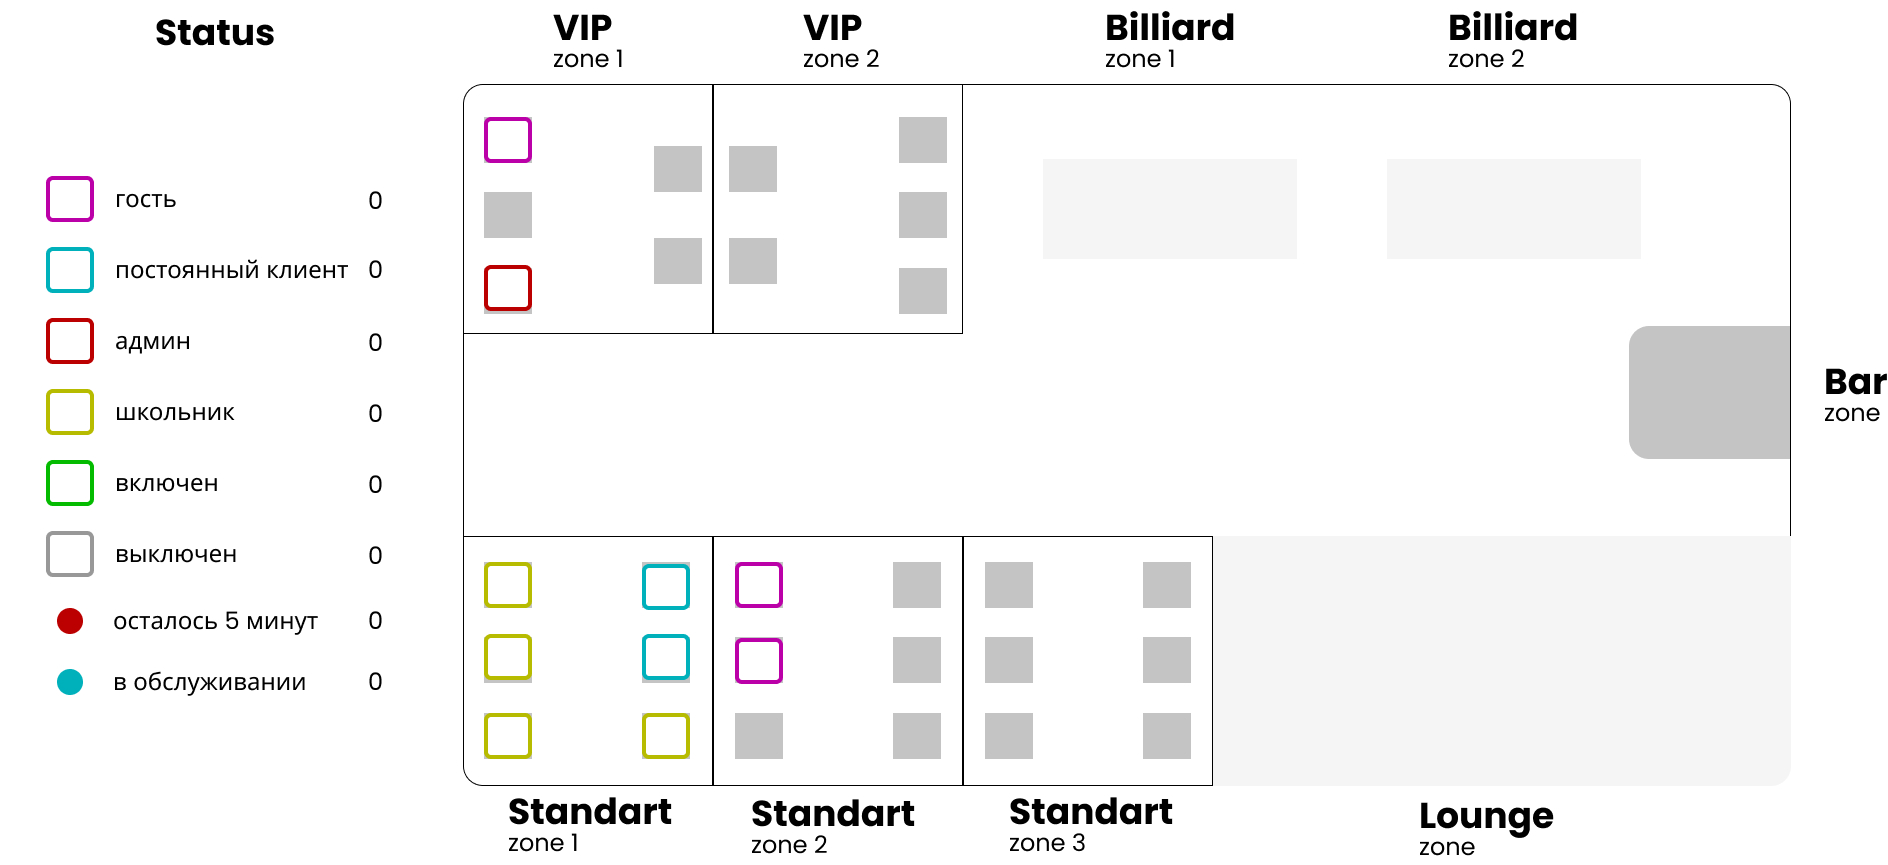 Status
VIP
zone 1
VIP
zone 2
Billiard
zone 1
Billiard
zone 2
гость 0
постоянный клиент 0
админ 0
школьник 0
включен 0
выключен 0
осталось 5 минут 0
в обслуживании 0
Bar
zone
Standart
zone 1
Standart
zone 2
Standart
zone 3
Lounge
zone